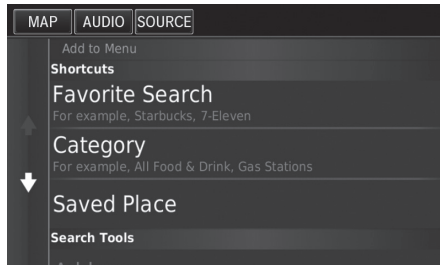 MAP AUDIO SOURCE
Add to Menu
Shortcuts
Favorite Search
For example, Starbucks, 7-Eleven
Category
For example, All Food & Drink, Gas Stations
Saved Place
Search Tools